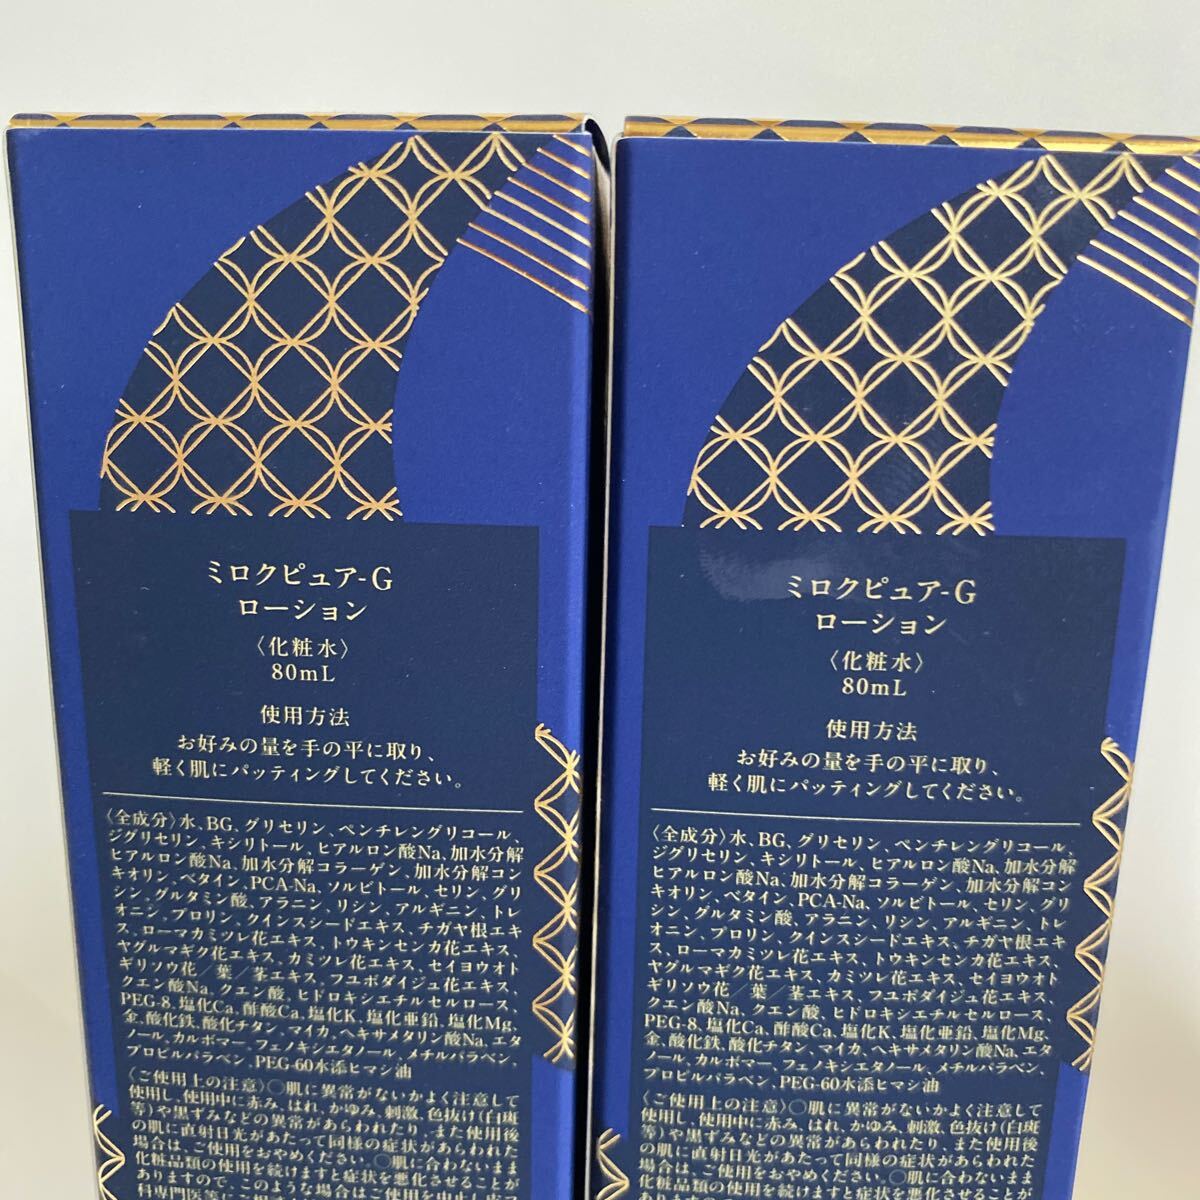 ミロクピュア-G
ローション
〈化粧水〉
80mL
使用方法
お好みの量を手の平に取り、
軽く肌にパッティングしてください。
〈全成分〉水、BG、グリセリン、ペンチレングリコール、
ジグリセリン、キシリトール、ヒアルロン酸Na、加水分解
ヒアルロン酸Na、加水分解コラーゲン、加水分解コン
キオリン、ベタイン、PCA-Na、ソルビトール、セリン、グリ
シン、グルタミン酸、アラニン、リシン、アルギニン、トレ
オニン、プロリン、クインスシードエキス、チガヤ根エキ
ス、ローマカミツレ花エキス、トウキンセンカ花エキス、
ヤグルマギク花エキス、カミツレ花エキス、セイヨウオト
ギリソウ花/葉/茎エキス、フユボダイジュ花エキス、
クエン酸Na、クエン酸、ヒドロキシエチルセルロース、
PEG-8、塩化Ca、酢酸Ca、塩化K、塩化亜鉛、塩化Mg、
金、酸化鉄、酸化チタン、マイカ、ヘキサメタリン酸Na、エタ
ノール、カルボマー、フェノキシエタノール、メチルパラベン、
プロピルパラベン、PEG-60水添ヒマシ油
〈ご使用上の注意〉○肌に異常がないかよく注意して
使用し、使用中に赤み、はれ、かゆみ、刺激、色抜け(白斑
等)や黒ずみなどの異常があらわれたり、また使用後
の肌に直射日光があたって同様の症状があらわれた
場合は、ご使用をおやめください。○肌に合わないまま
化粧品類の使用を続けますと症状を悪化させることが
ありますので、このような場合はご使用を中止し皮フ
科専門医等にご相
ミロクピュア-G
ローション
〈化粧水〉
80mL
使用方法
お好みの量を手の平に取り、
軽く肌にパッティングしてください。
〈全成分〉水、BG、グリセリン、ペンチレングリコール、
ジグリセリン、キシリトール、ヒアルロン酸Na、加水分解
ヒアルロン酸Na、加水分解コラーゲン、加水分解コン
キオリン、ベタイン、PCA-Na、ソルビトール、セリン、グリ
シン、グルタミン酸、アラニン、リシン、アルギニン、トレ
オニン、プロリン、クインスシードエキス、チガヤ根エキ
ス、ローマカミツレ花エキス、トウキンセンカ花エキス、
ヤグルマギク花エキス、カミツレ花エキス、セイヨウオト
ギリソウ花/葉/茎エキス、フユボダイジュ花エキス、
クエン酸Na、クエン酸、ヒドロキシエチルセルロース、
PEG-8、塩化Ca、酢酸Ca、塩化K、塩化亜鉛、塩化Mg、
金、酸化鉄、酸化チタン、マイカ、ヘキサメタリン酸Na、エタ
ノール、カルボマー、フェノキシエタノール、メチルパラベン、
プロピルパラベン、PEG-60水添ヒマシ油
〈ご使用上の注意〉○肌に異常がないかよく注意して
使用し、使用中に赤み、はれ、かゆみ、刺激、色抜け(白斑
等)や黒ずみなどの異常があらわれたり、また使用後
の肌に直射日光があたって同様の症状があらわれた
場合は、ご使用をおやめください。○肌に合わないまま
化粧品類の使用を続けますと症状を悪化させる